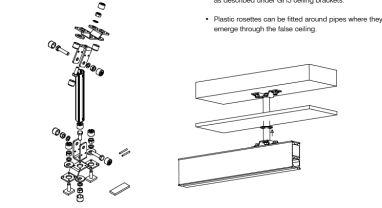 as described under GH3 ceiling brackets.
• Plastic rosettes can be fitted around pipes where they
emerge through the false ceiling.